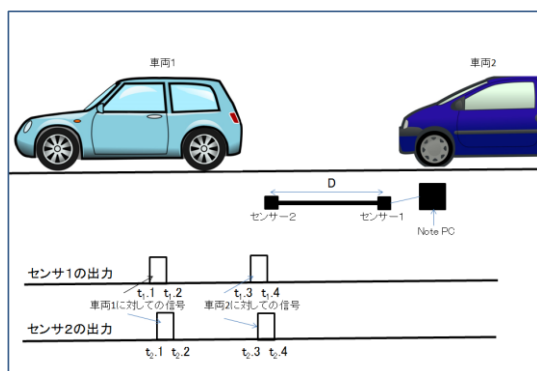 車両1
車両2
D
センサー2
センサー1
Note PC
センサ1の出力
t₁.1 t₁.2 t₁.3 t₁.4
車両1に対しての信号 車両2に対しての信号
センサ2の出力
t₂.1 t₂.2 t₂.3 t₂.4